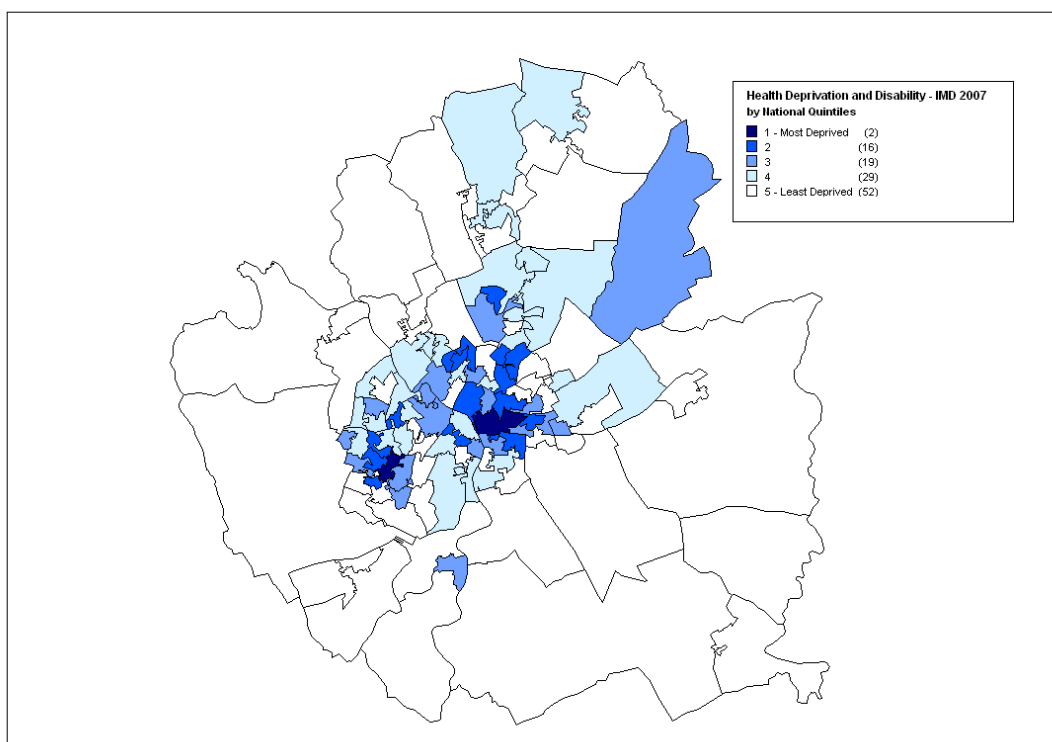 Health Deprivation and Disability - IMD 2007
by National Quintiles
1 - Most Deprived (2)
2 (16)
3 (19)
4 (29)
5 - Least Deprived (52)